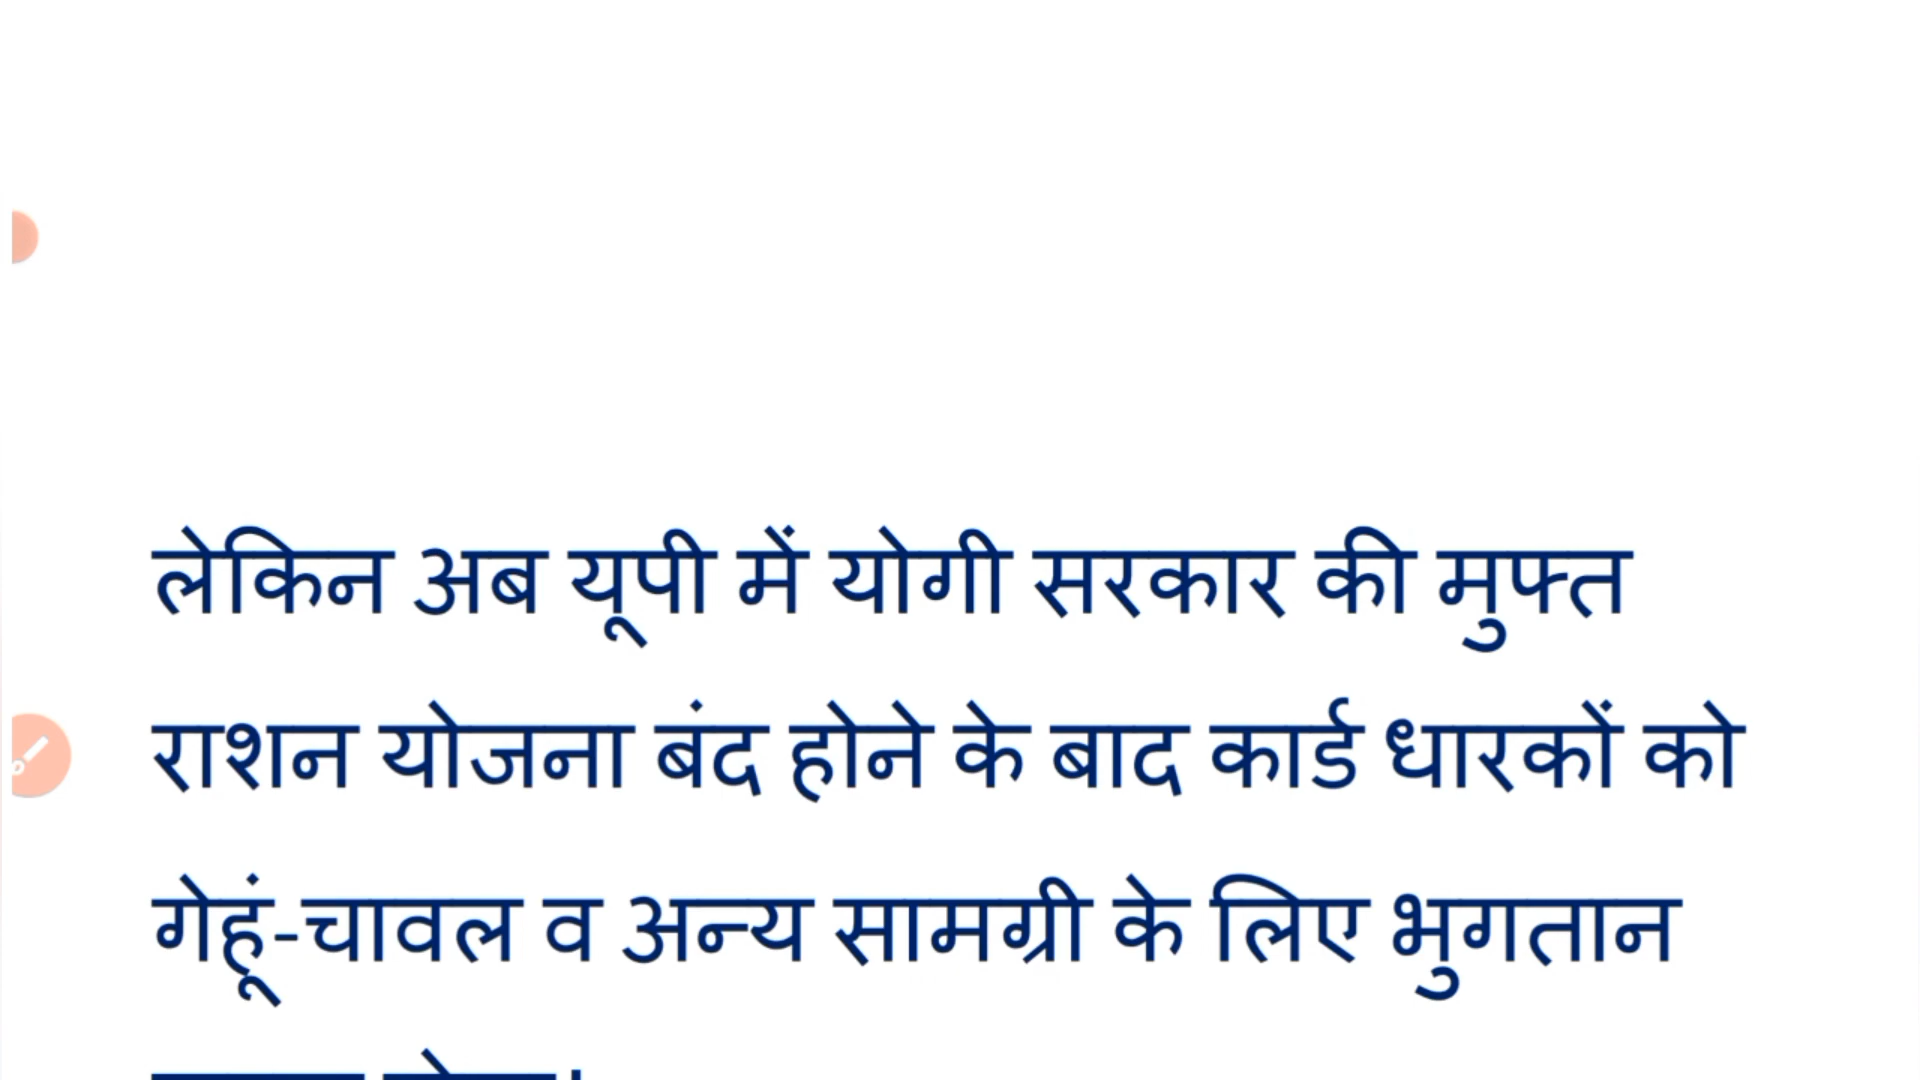 लेकिन अब यूपी में योगी सरकार की मुफ्त
राशन योजना बंद होने के बाद कार्ड धारकों को
गेहूं-चावल व अन्य सामग्री के लिए भुगतान